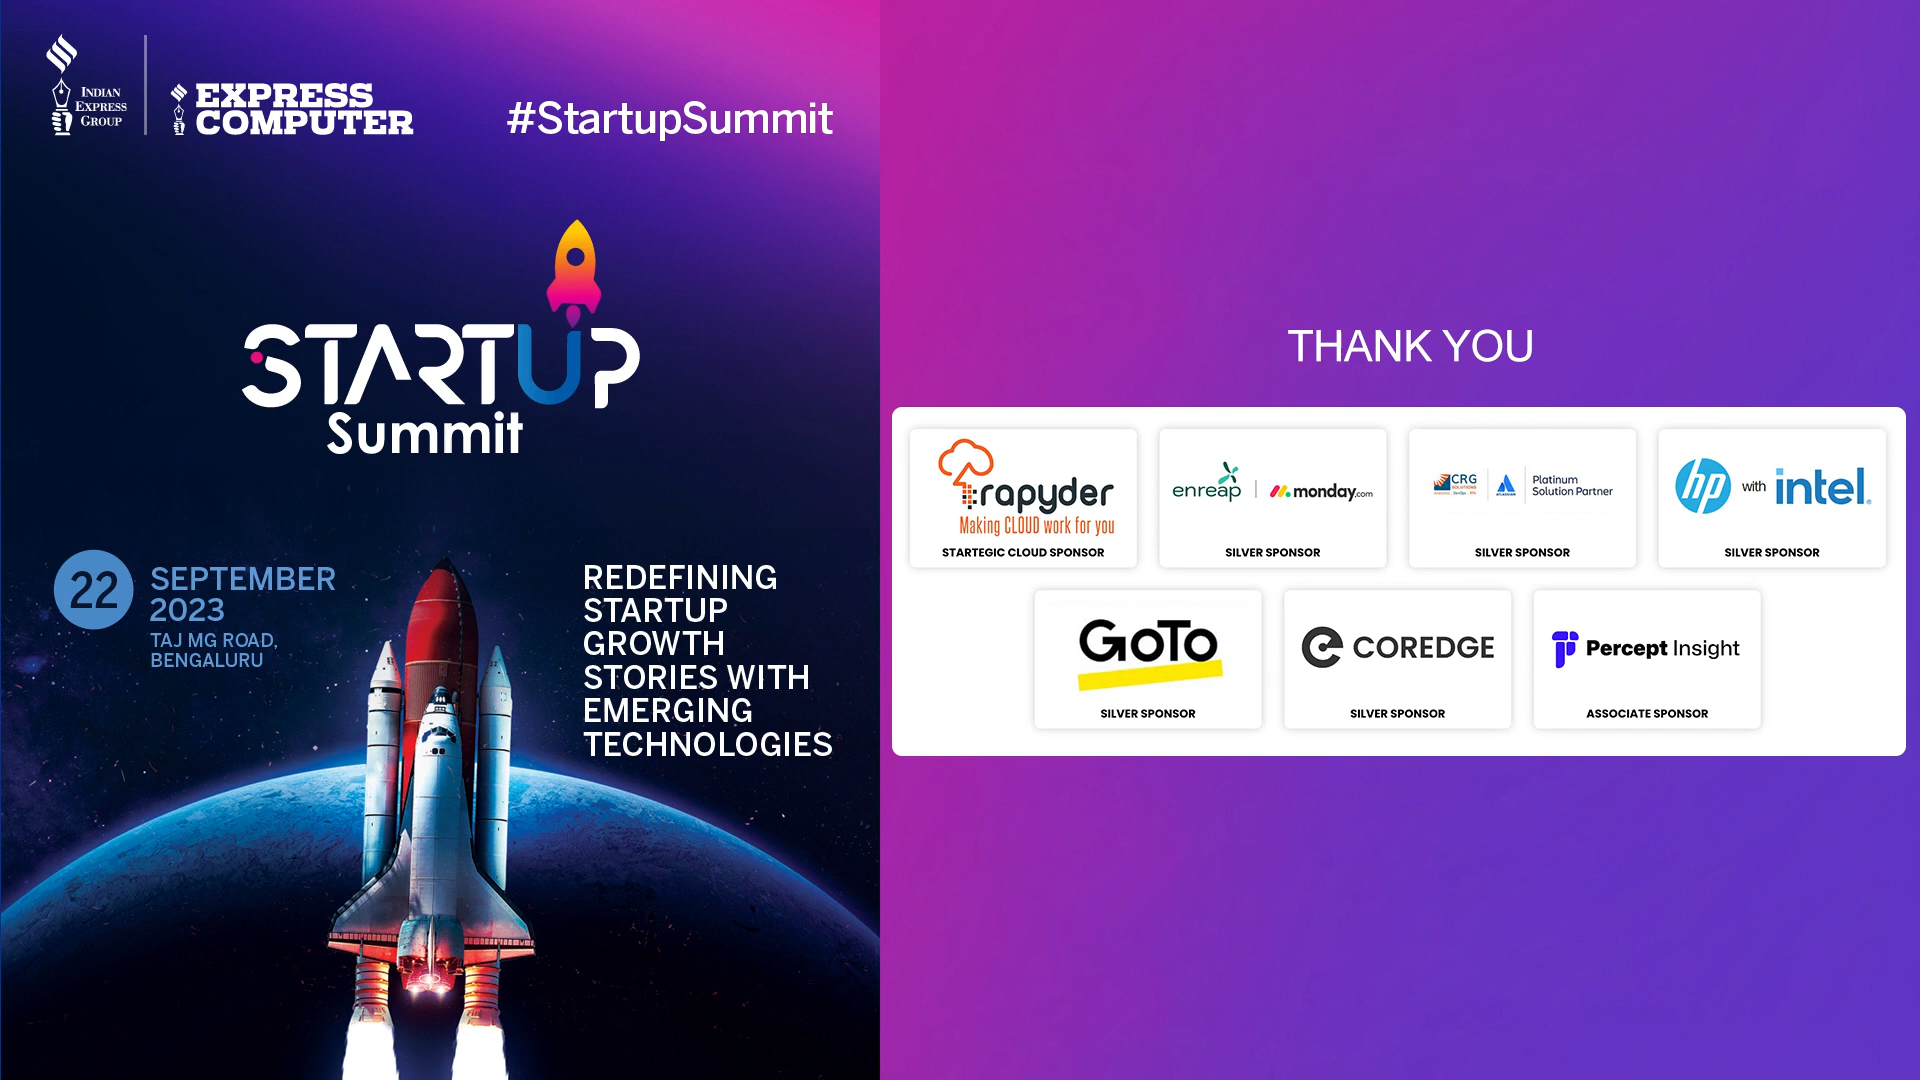 INDIAN
EXPRESS
GROUP
EXPRESS
COMPUTER
#StartupSummit
STARTUP
Summit
22
SEPTEMBER
2023
TAJ MG ROAD,
BENGALURU
REDEFINING
STARTUP
GROWTH
STORIES WITH
EMERGING
TECHNOLOGIES
THANK YOU
rapyder
Making CLOUD work for you
STARTEGIC CLOUD SPONSOR
enreap | monday.com
SILVER SPONSOR
CRG
SOLUTIONS
ATLASSIAN
Platinum
Solution Partner
SILVER SPONSOR
hp with intel.
SILVER SPONSOR
GoTo
SILVER SPONSOR
COREDGE
SILVER SPONSOR
Percept Insight
ASSOCIATE SPONSOR